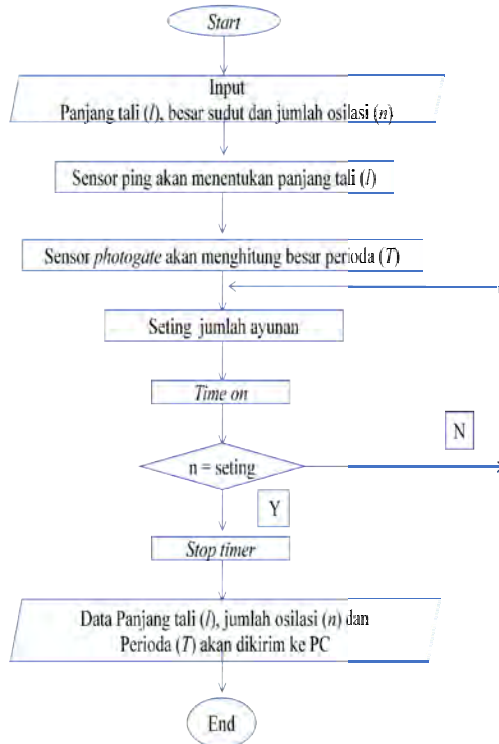 Start
Input
Panjang tali (l), besar sudut dan jumlah osilasi (n)
Sensor ping akan menentukan panjang tali (l)
Sensor photogate akan menghitung besar perioda (T)
Seting jumlah ayunan
Time on
N
n = seting
Y
Stop timer
Data Panjang tali (l), jumlah osilasi (n) dan
Perioda (T) akan dikirim ke PC
End